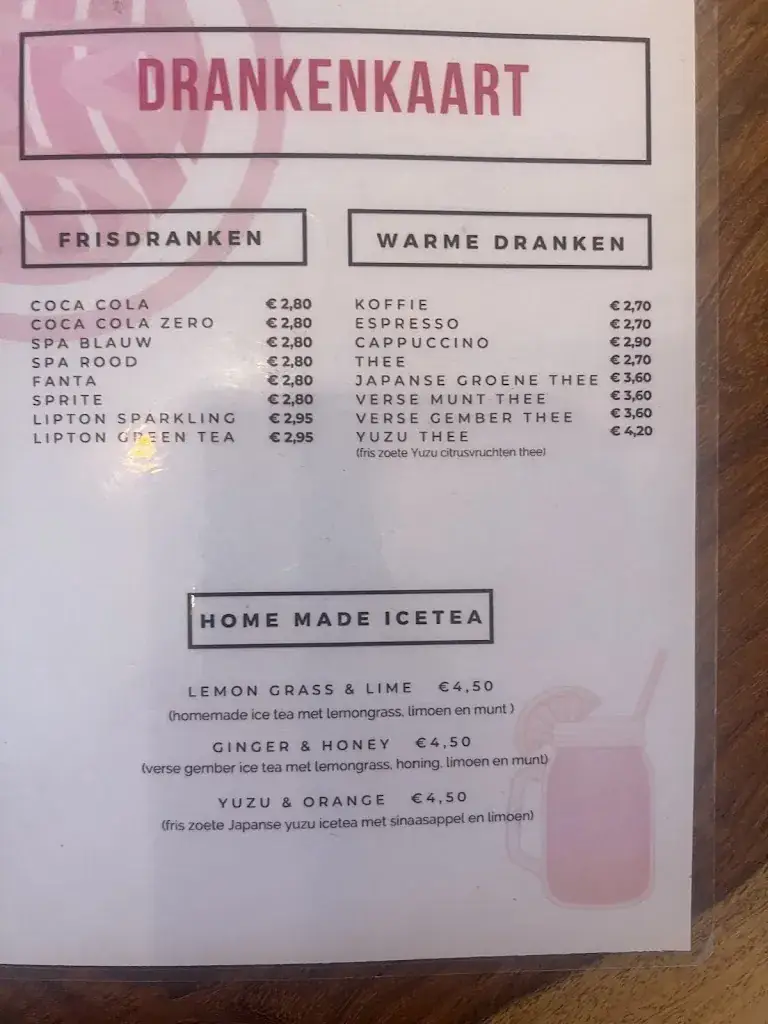 DRANKENKAART
FRISDRANKEN
COCA COLA € 2,80
COCA COLA ZERO € 2,80
SPA BLAUW € 2,80
SPA ROOD € 2,80
FANTA € 2,80
SPRITE € 2,80
LIPTON SPARKLING € 2,95
LIPTON GREEN TEA € 2,95
WARME DRANKEN
KOFFIE € 2,70
ESPRESSO € 2,70
CAPPUCCINO € 2,90
THEE € 2,70
JAPANSE GROENE THEE € 3,60
VERSE MUNT THEE € 3,60
VERSE GEMBER THEE € 3,60
YUZU THEE € 4,20
(fris zoete Yuzu citrusvruchten thee)
HOME MADE ICETEA
LEMON GRASS & LIME €4,50
(homemade ice tea met lemongrass, limoen en munt )
GINGER & HONEY €4,50
(verse gember ice tea met lemongrass, honing, limoen en munt)
YUZU & ORANGE €4,50
(fris zoete Japanse yuzu icetea met sinaasappel en limoen)